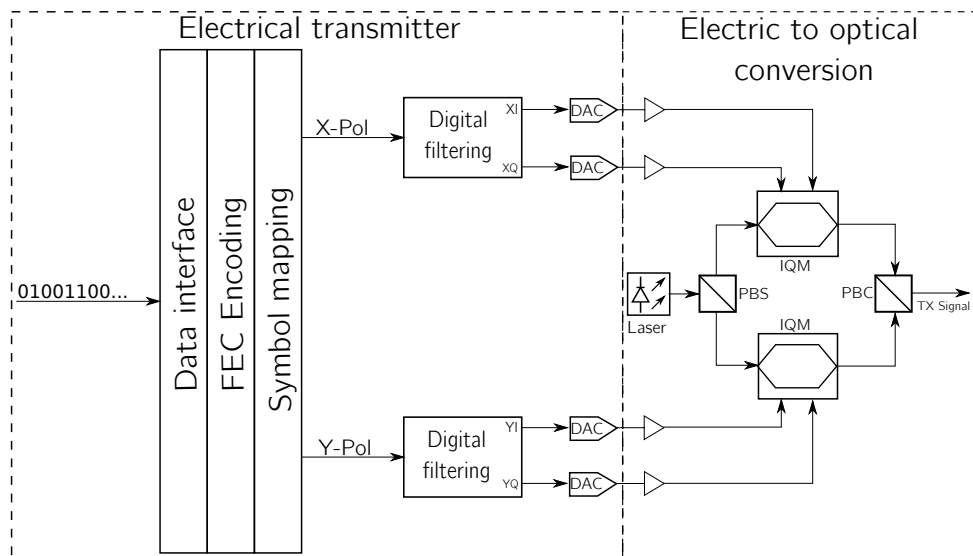 Electrical transmitter
Electric to optical
conversion
01001100...
Data interface
FEC Encoding
Symbol mapping
X-Pol
Digital
filtering
XI
XQ
DAC
DAC
IQM
Laser
PBS
PBC
TX Signal
IQM
Y-Pol
Digital
filtering
YI
YQ
DAC
DAC